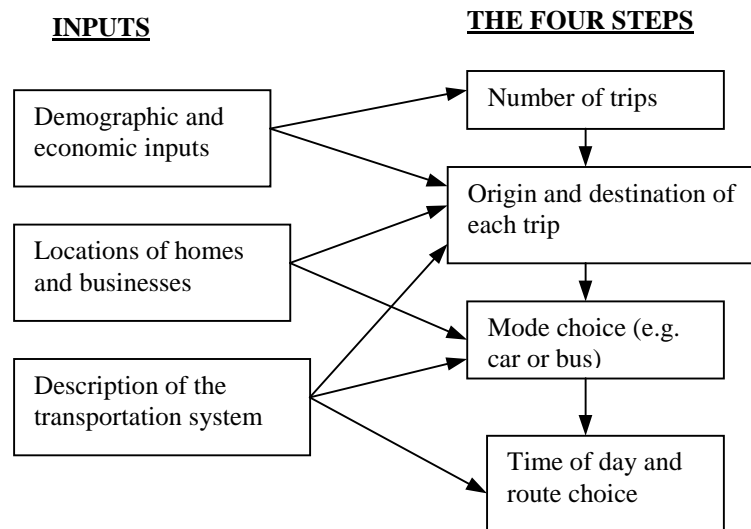 INPUTS
THE FOUR STEPS
Demographic and
economic inputs
Locations of homes
and businesses
Description of the
transportation system
Number of trips
Origin and destination of
each trip
Mode choice (e.g.
car or bus)
Time of day and
route choice